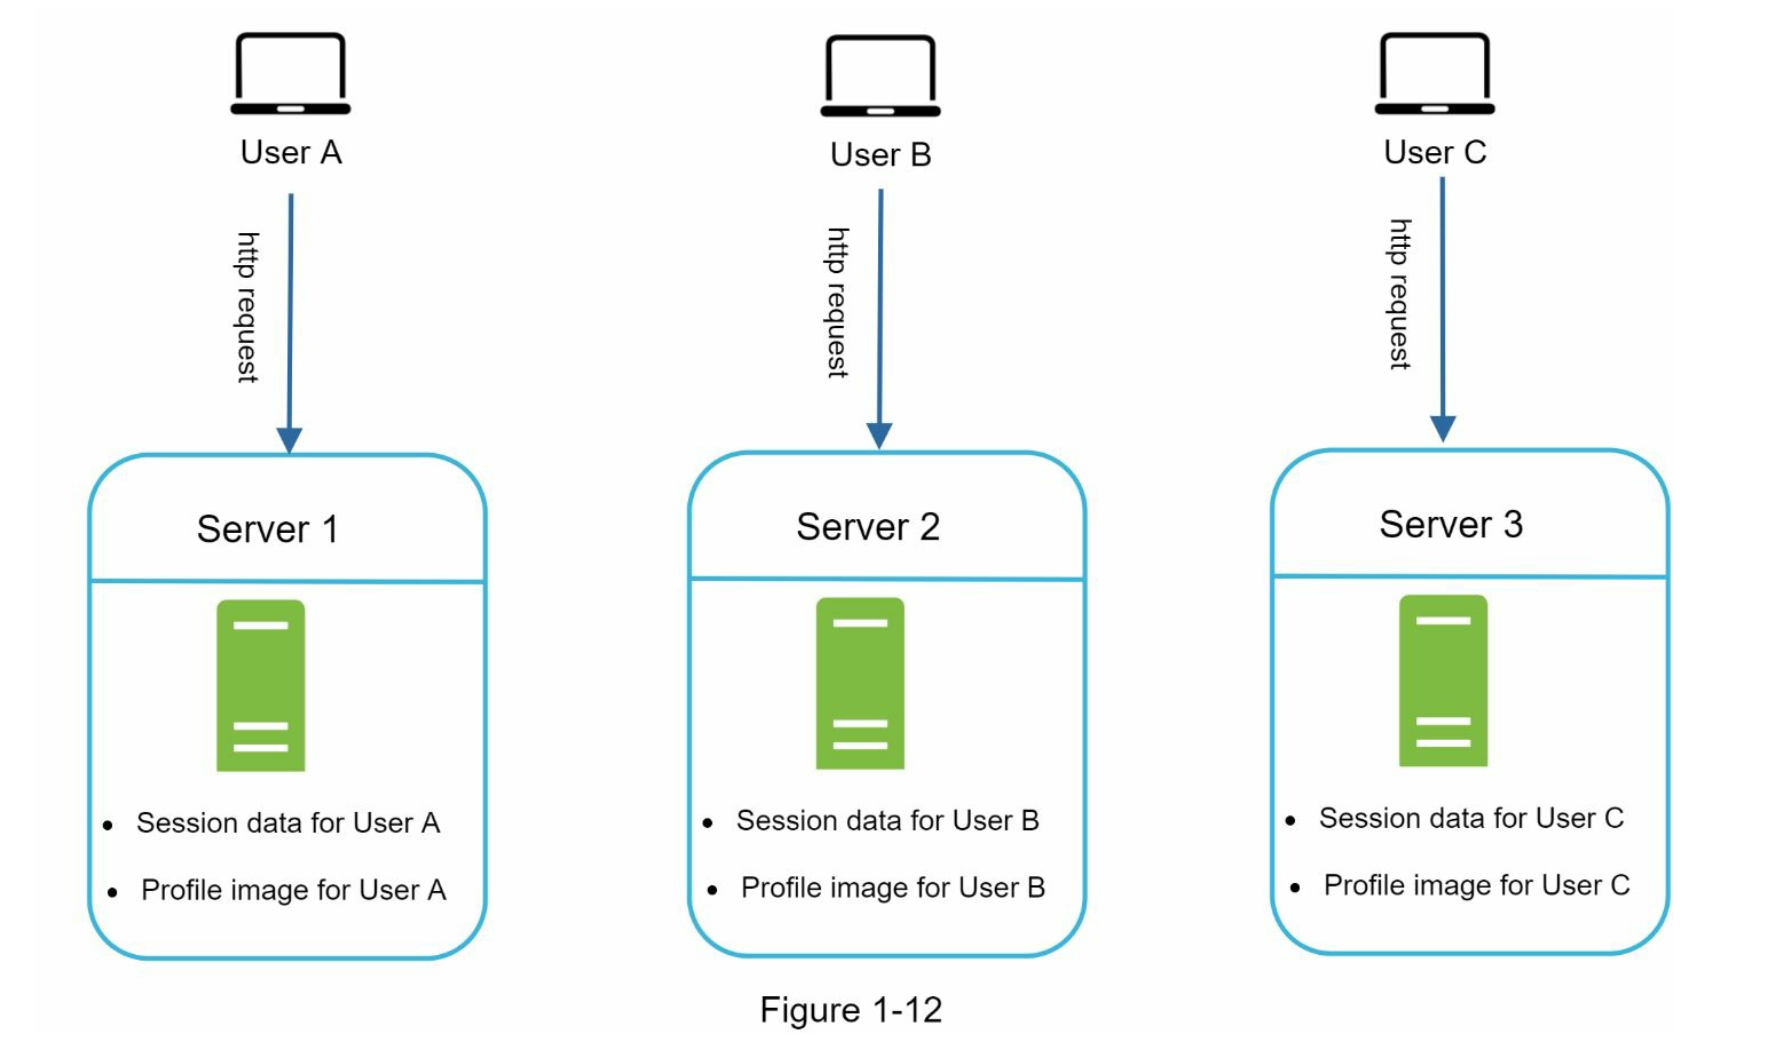 User A
User B
User C
http request
http request
http request
Server 1
Server 2
Server 3
• Session data for User A
• Profile image for User A
• Session data for User B
• Profile image for User B
• Session data for User C
• Profile image for User C
Figure 1-12